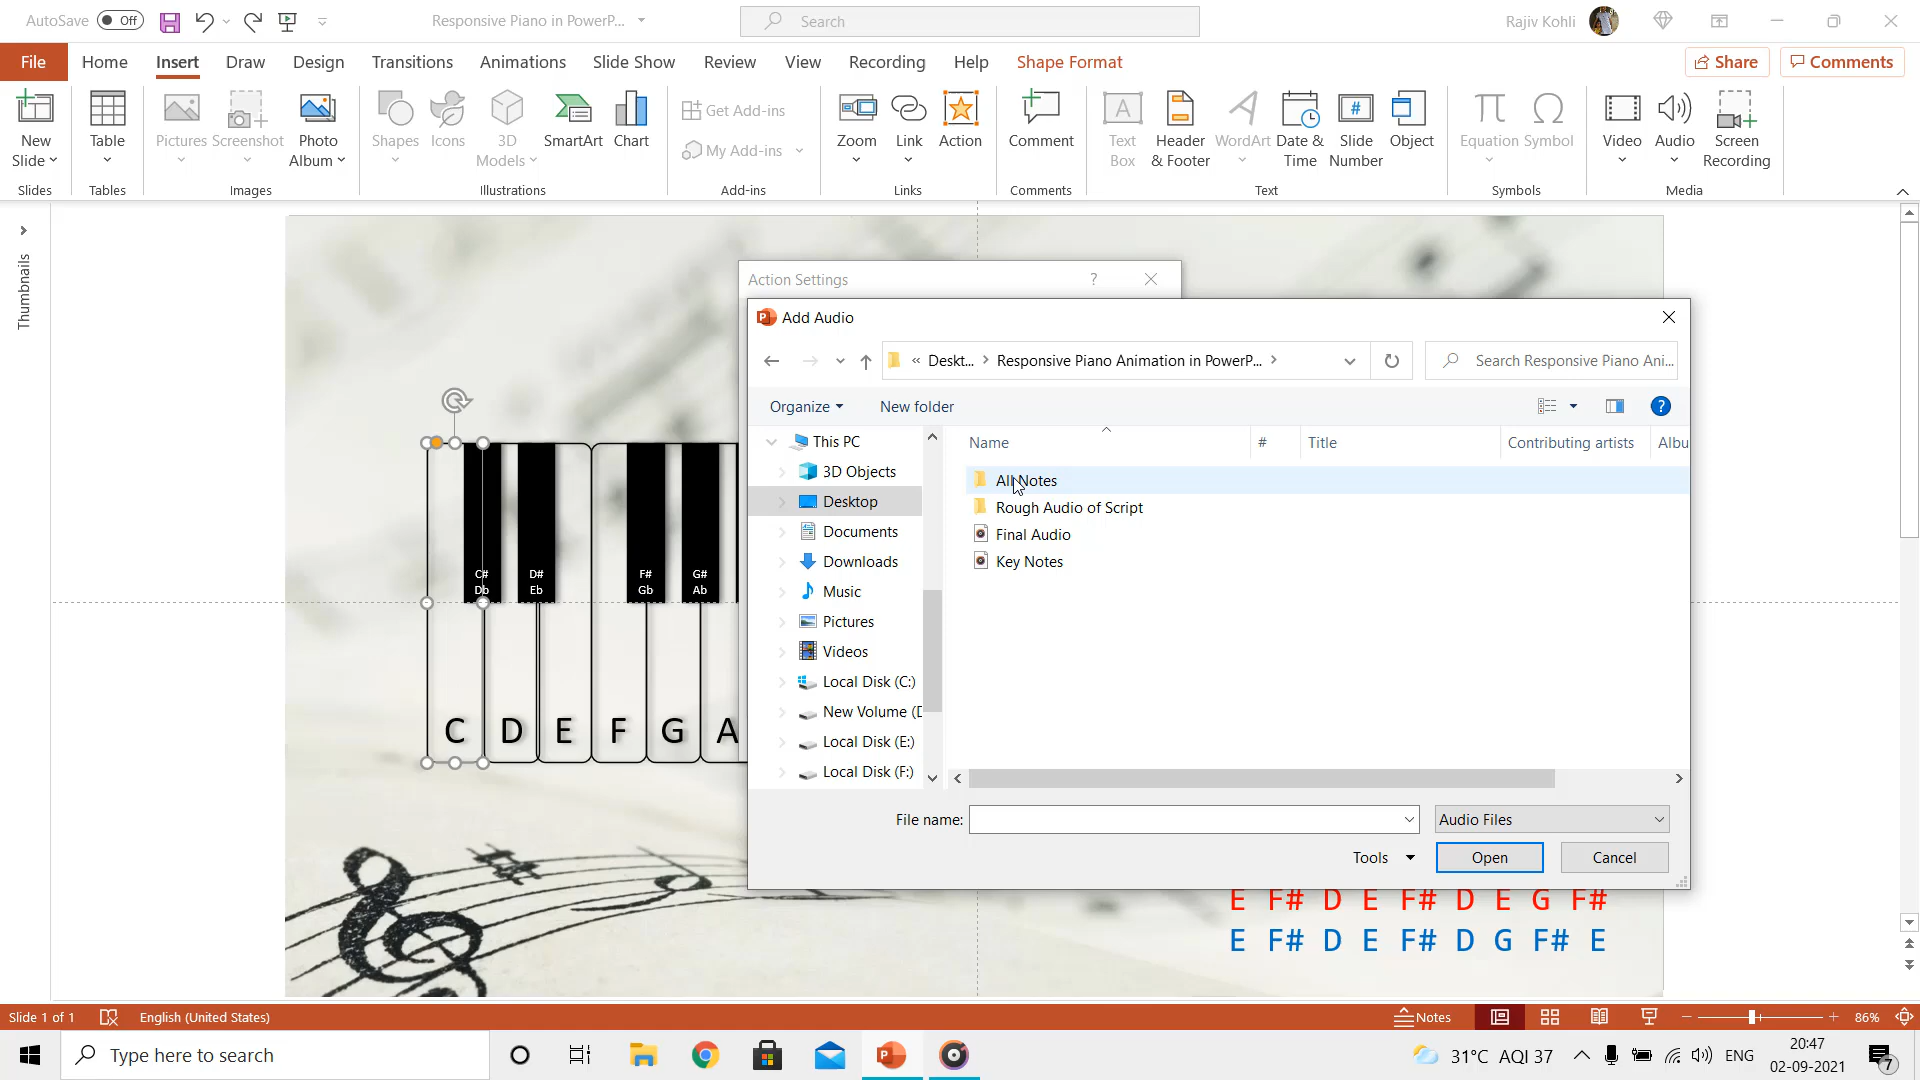 AutoSave Off Responsive Piano in PowerP... Search Rajiv Kohli
File Home Insert Draw Design Transitions Animations Slide Show Review View Recording Help Shape Format Share Comments
New Slide
Table
Pictures
Screenshot
Photo Album
Shapes
Icons
3D Models
SmartArt
Chart
Get Add-ins
My Add-ins
Zoom
Link
Action
Comment
Text Box
Header & Footer
WordArt
Date & Time
Slide Number
Object
Equation
Symbol
Video
Audio
Screen Recording
Slides Tables Images Illustrations Add-ins Links Comments Text Symbols Media
Thumbnails
Action Settings ?
Add Audio
« Deskt... Responsive Piano Animation in PowerP... Search Responsive Piano Ani...
Organize New folder ?
This PC
3D Objects
Desktop
Documents
Downloads
Music
Pictures
Videos
Local Disk (C:)
New Volume (D
Local Disk (E:)
Local Disk (F:)
Name # Title Contributing artists Albu
All Notes
Rough Audio of Script
Final Audio
Key Notes
File name: Audio Files
Tools Open Cancel
C# D# F# G#
Db Eb Gb Ab
C D E F G A
E F# D E F# D E G F#
E F# D E F# D G F# E
Slide 1 of 1 English (United States) Notes 86%
Type here to search
31°C AQI 37 ENG
20:47
02-09-2021
7